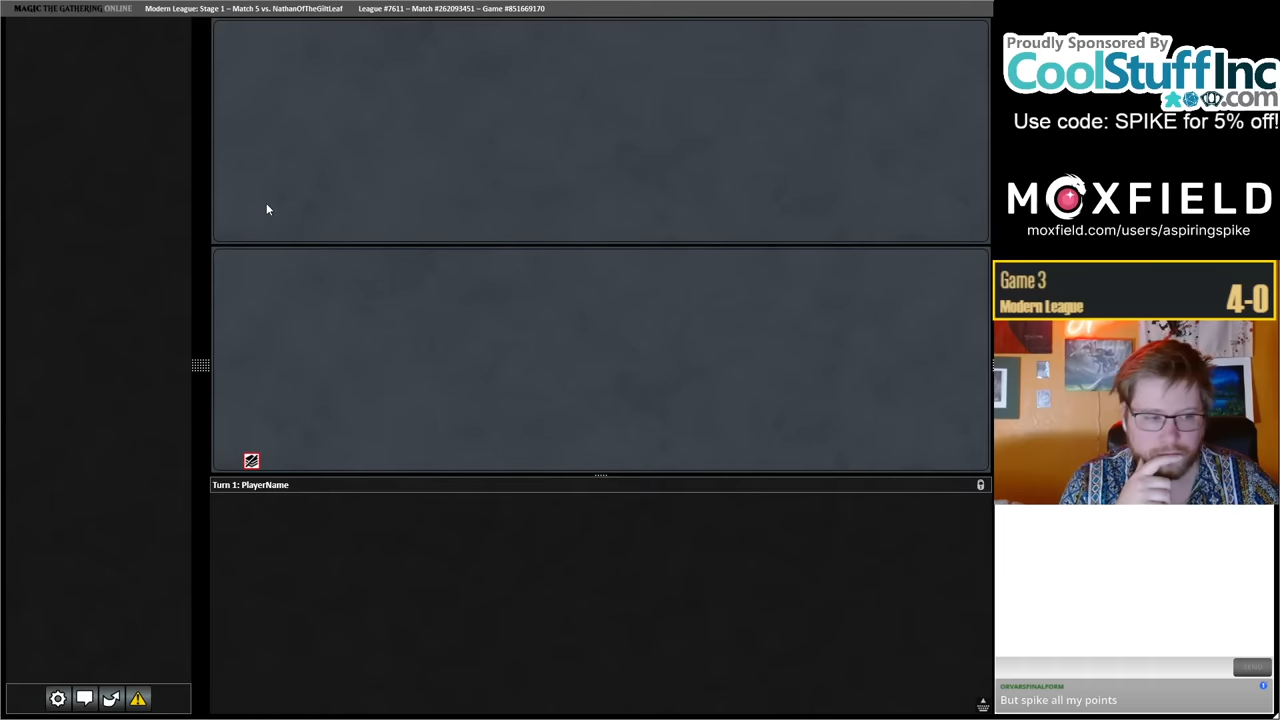 MAGIC THE GATHERING ONLINE
Modern League: Stage 1 – Match 5 vs. NathanOfTheGiltLeaf
League #7611 – Match #262093451 – Game #851669170
Proudly Sponsored By
CoolStuffInc
.com
Use code: SPIKE for 5% off!
MOXFIELD
moxfield.com/users/aspiringspike
Game 3
Modern League
4-0
Turn 1: PlayerName
SEND
ORVARSFINALFORM
But spike all my points